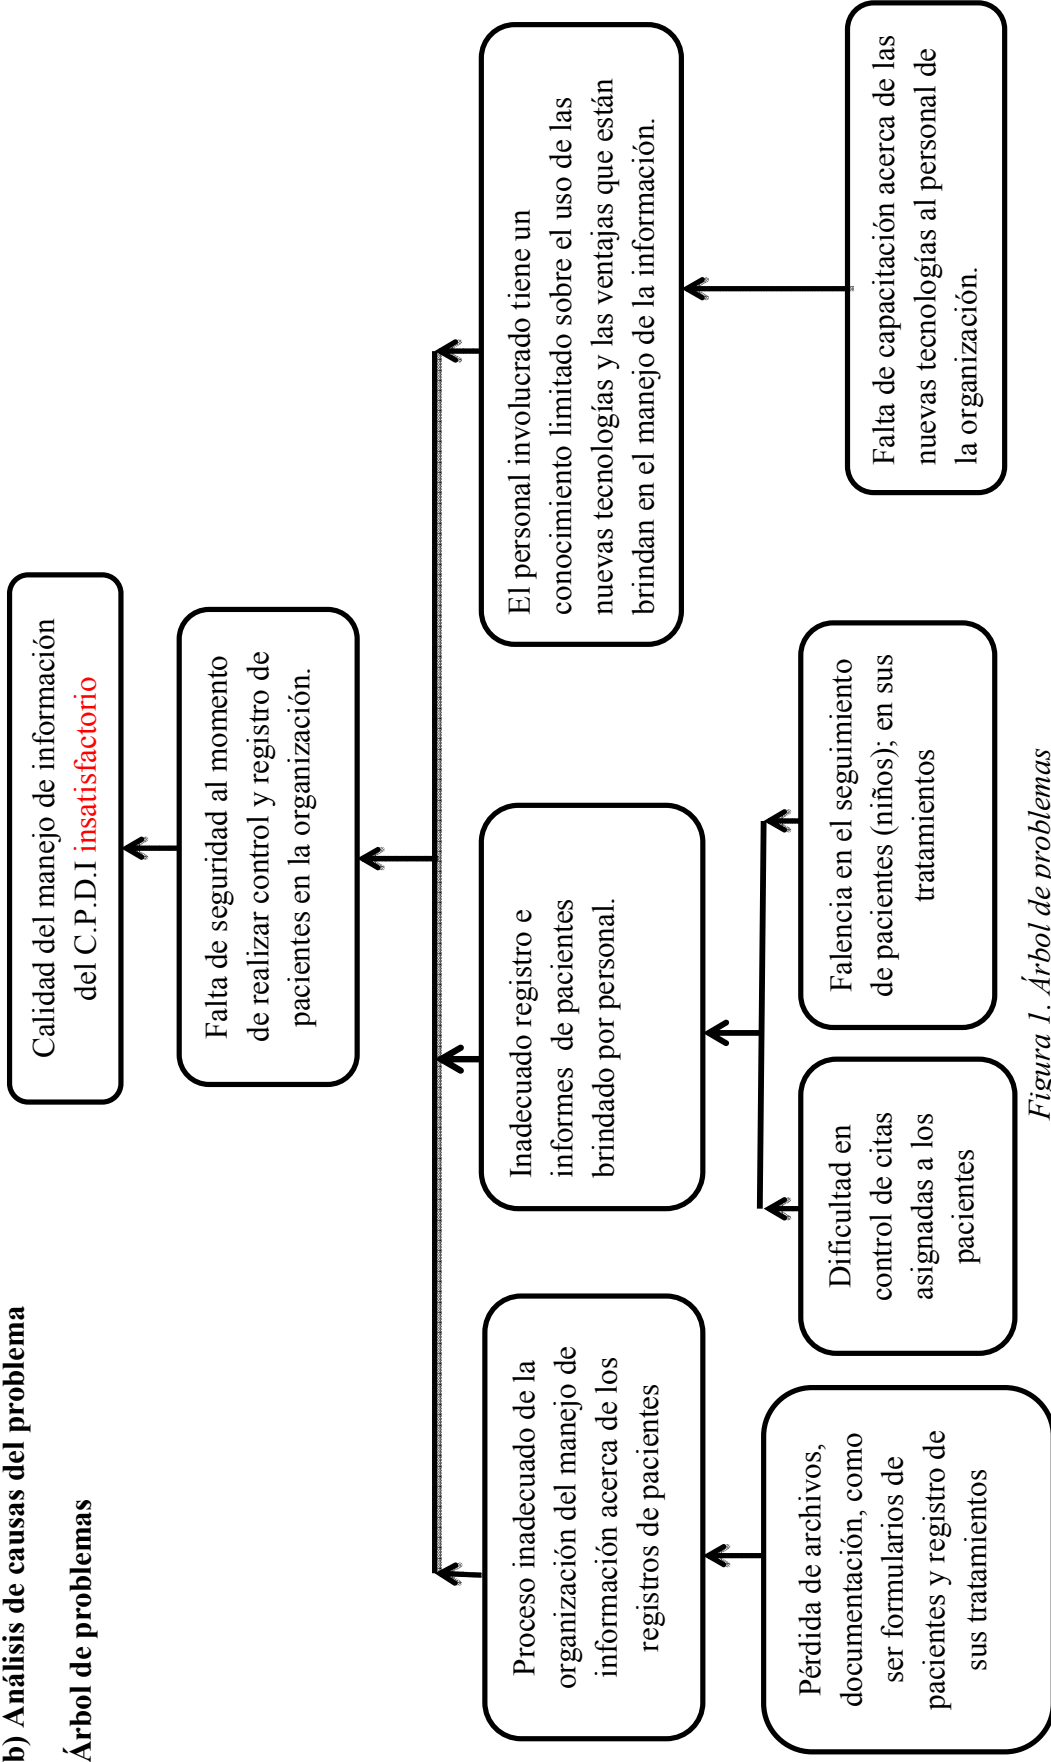 b) Análisis de causas del problema
Árbol de problemas
Calidad del manejo de información
del C.P.D.I insatisfactorio
Falta de seguridad al momento
de realizar control y registro de
pacientes en la organización.
Proceso inadecuado de la
organización del manejo de
información acerca de los
registros de pacientes
Inadecuado registro e
informes de pacientes
brindado por personal.
El personal involucrado tiene un
conocimiento limitado sobre el uso de las
nuevas tecnologías y las ventajas que están
brindan en el manejo de la información.
Pérdida de archivos,
documentación, como
ser formularios de
pacientes y registro de
sus tratamientos
Dificultad en
control de citas
asignadas a los
pacientes
Falencia en el seguimiento
de pacientes (niños); en sus
tratamientos
Falta de capacitación acerca de las
nuevas tecnologías al personal de
la organización.
Figura 1. Árbol de problemas